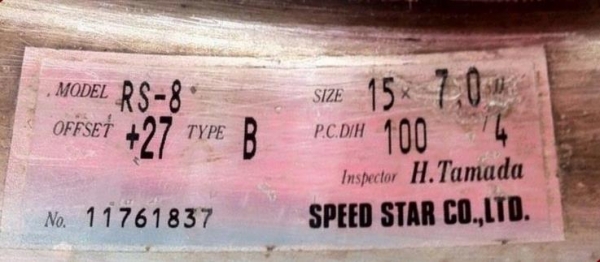 MODEL RS-8 SIZE 15 × 7.0
OFFSET +27 TYPE B P.C.D/H 100 / 4
Inspector H.Tamada
No. 11761837 SPEED STAR CO.,LTD.